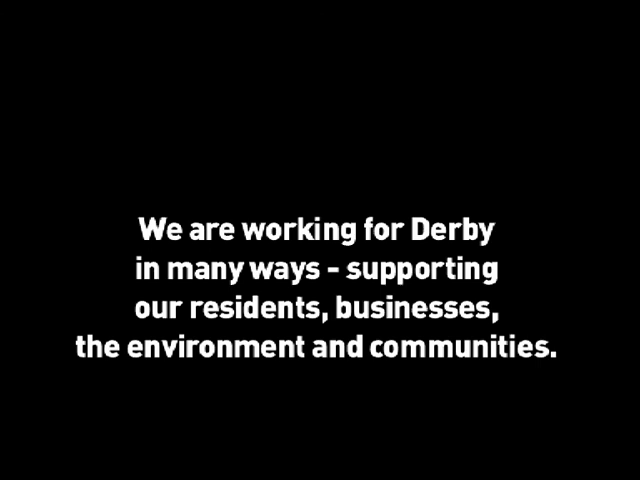 We are working for Derby
in many ways - supporting
our residents, businesses,
the environment and communities.